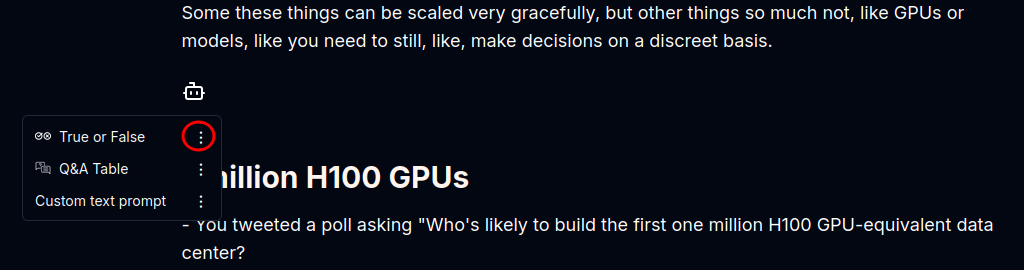 Some these things can be scaled very gracefully, but other things so much not, like GPUs or
models, like you need to still, like, make decisions on a discreet basis.
True or False
Q&A Table
Custom text prompt
million H100 GPUs
- You tweeted a poll asking "Who's likely to build the first one million H100 GPU-equivalent data
center?